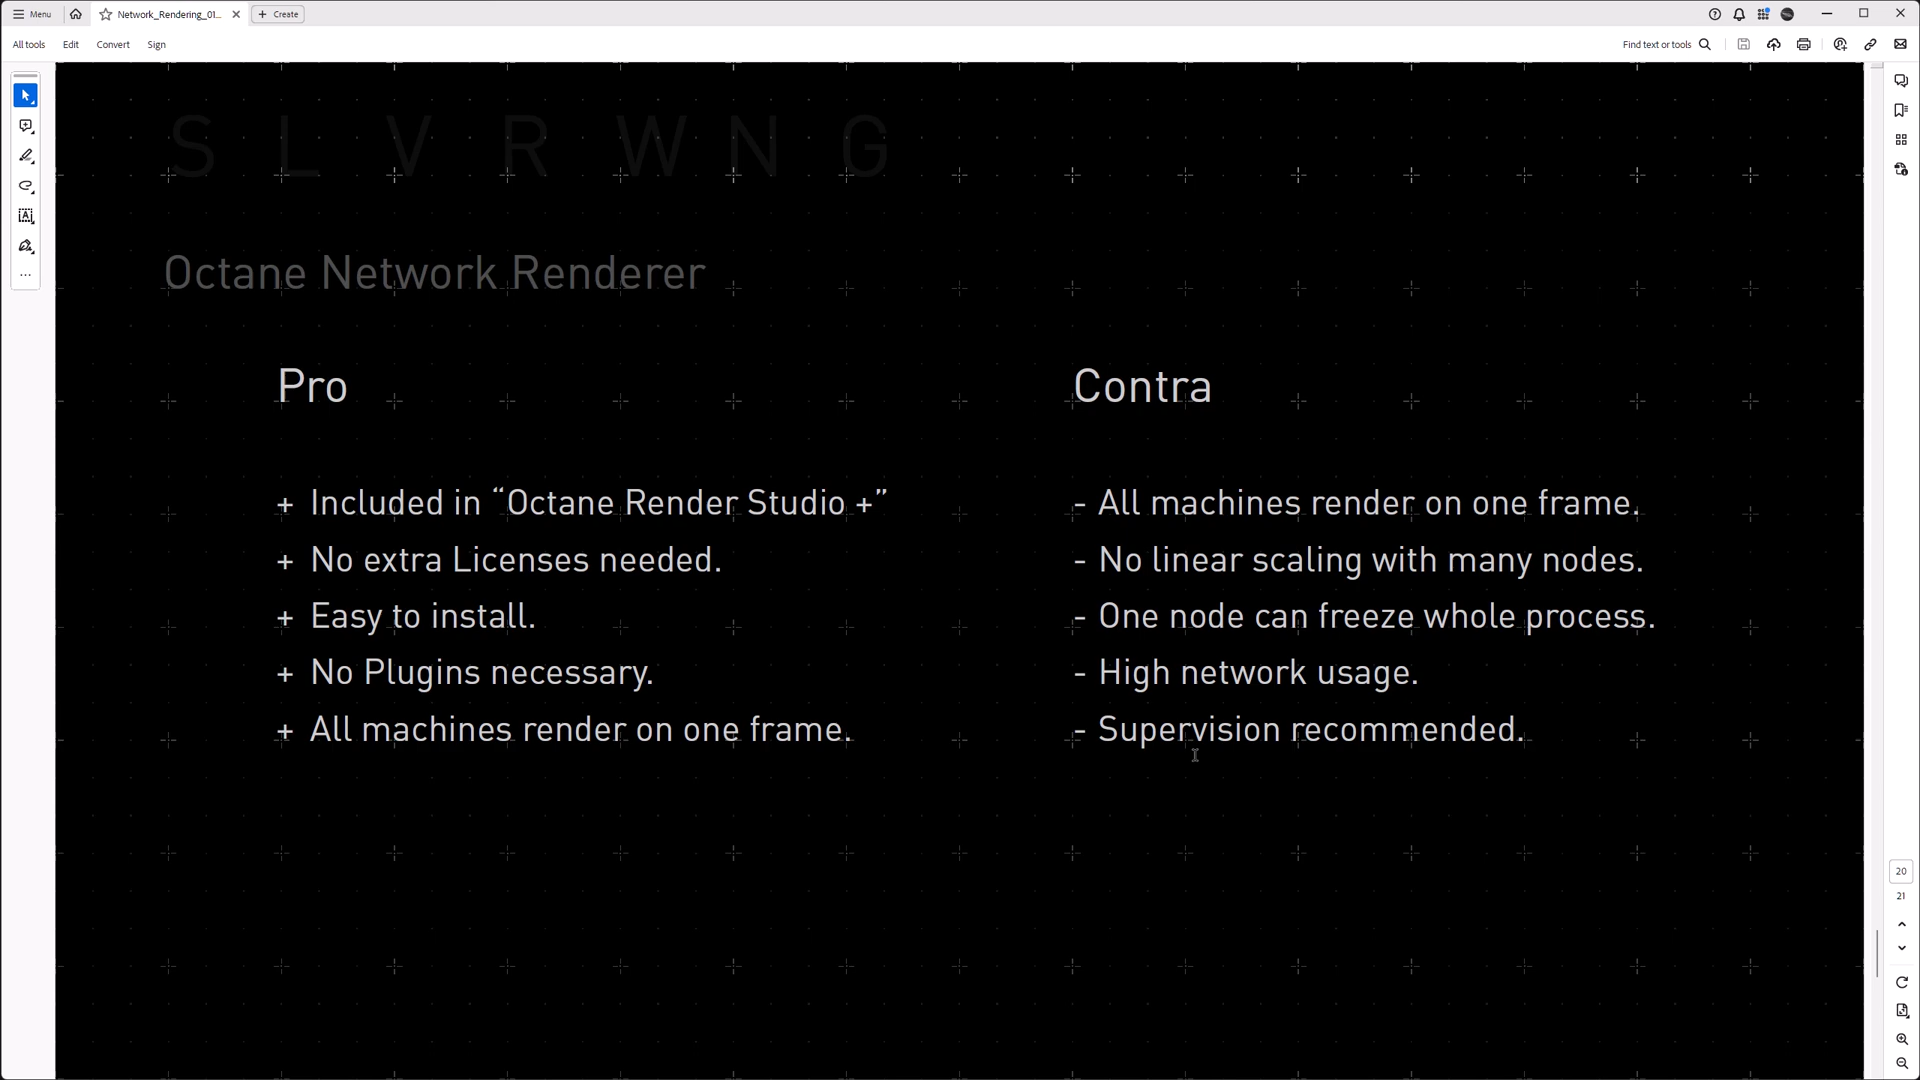 Menu
Network_Rendering_01...
Create
All tools
Edit
Convert
Sign
Find text or tools
S L V R W N G
Octane Network Renderer
Pro
+ Included in “Octane Render Studio +”
+ No extra Licenses needed.
+ Easy to install.
+ No Plugins necessary.
+ All machines render on one frame.
Contra
- All machines render on one frame.
- No linear scaling with many nodes.
- One node can freeze whole process.
- High network usage.
- Supervision recommended.
20
21